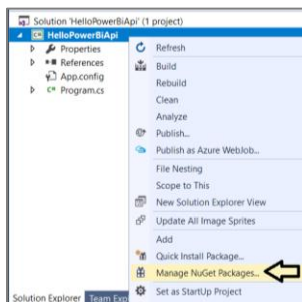 Solution 'HelloPowerBiApi' (1 project)
HelloPowerBiApi
Properties
References
App.config
Program.cs
Refresh
Build
Rebuild
Clean
Analyze
Publish...
Publish as Azure WebJob...
File Nesting
Scope to This
New Solution Explorer View
Update All Image Sprites
Add
Quick Install Package...
Manage NuGet Packages...
Set as StartUp Project
Solution Explorer
Team Exp